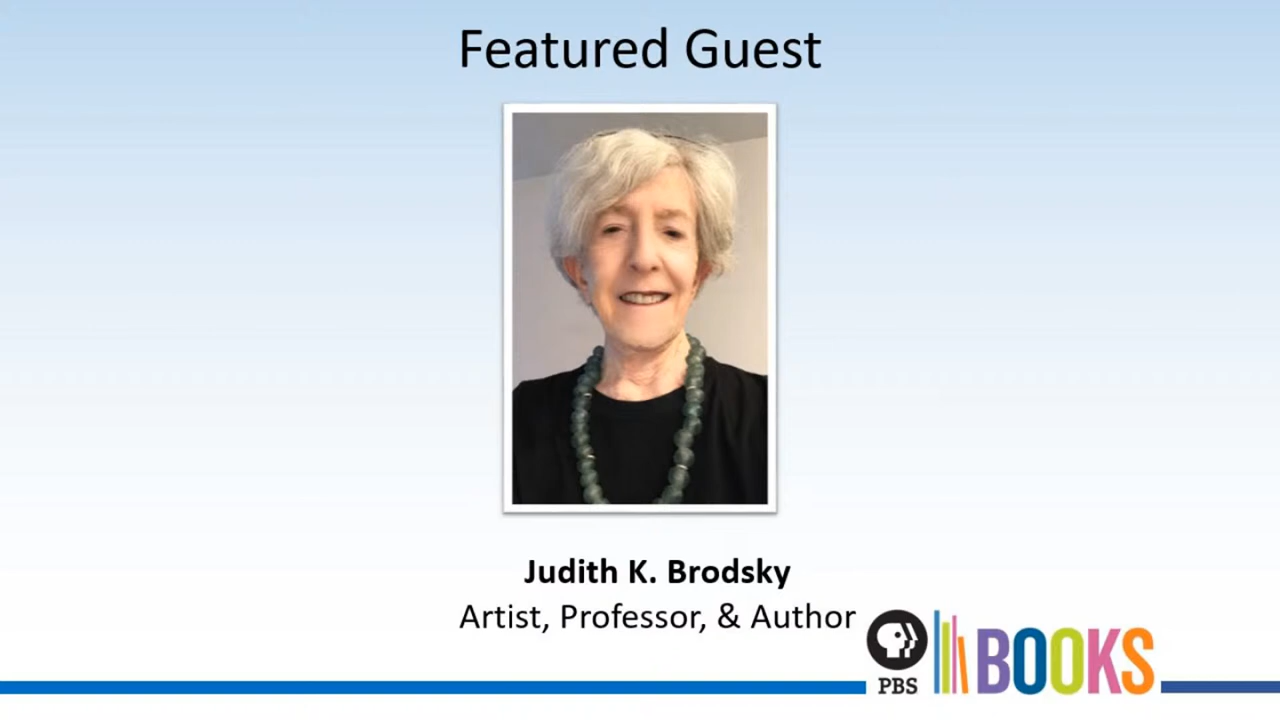 Featured Guest
Judith K. Brodsky
Artist, Professor, & Author
PBS
BOOKS